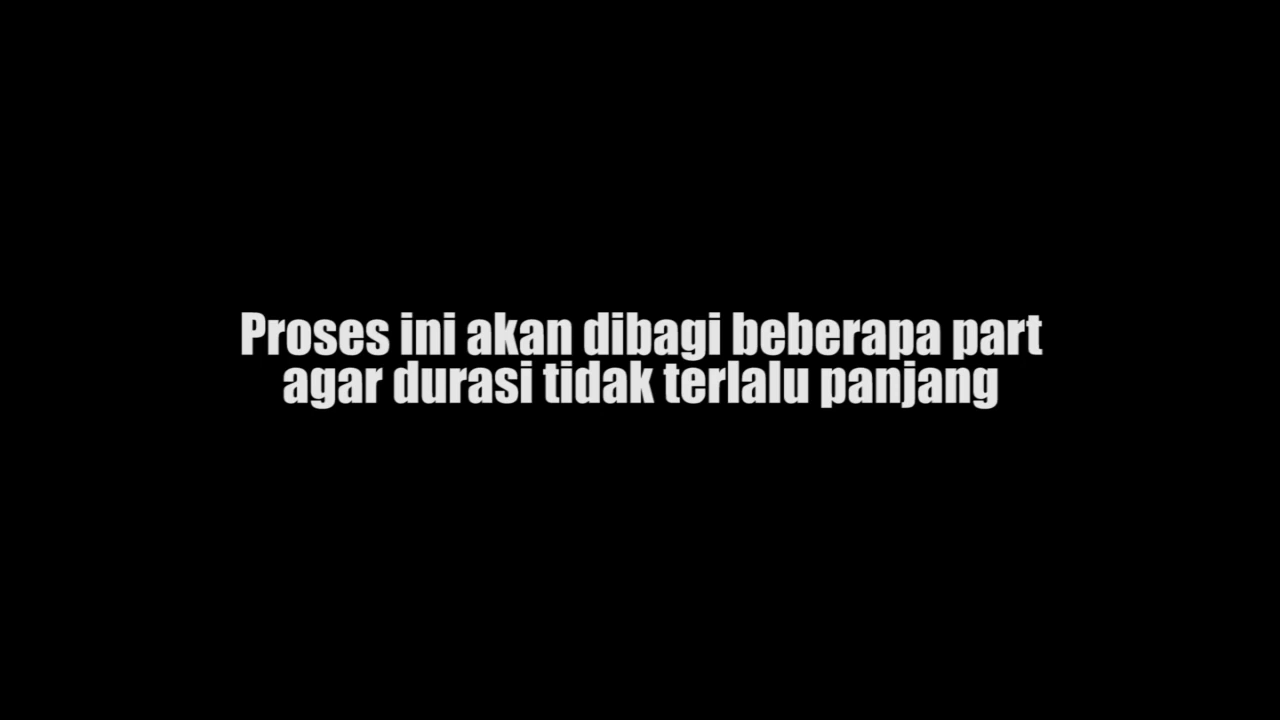 Proses ini akan dibagi beberapa part
agar durasi tidak terlalu panjang